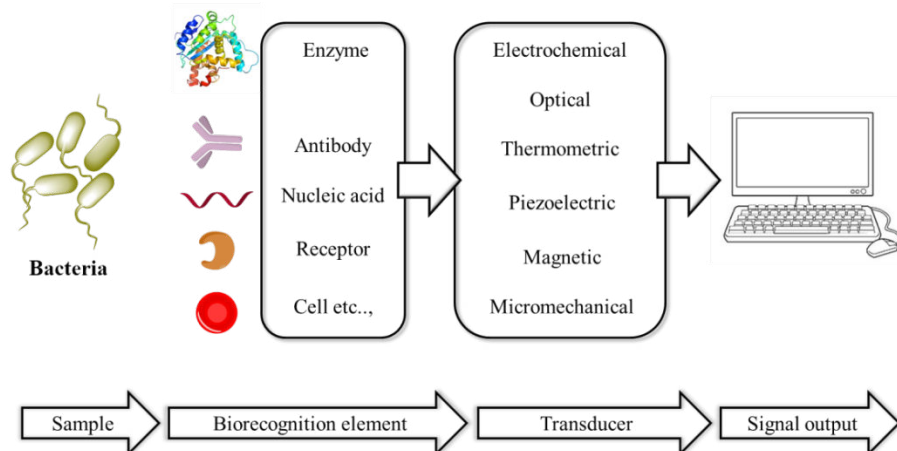 Enzyme
Antibody
Nucleic acid
Receptor
Cell etc..,
Electrochemical
Optical
Thermometric
Piezoelectric
Magnetic
Micromechanical
Bacteria
Sample
Biorecognition element
Transducer
Signal output